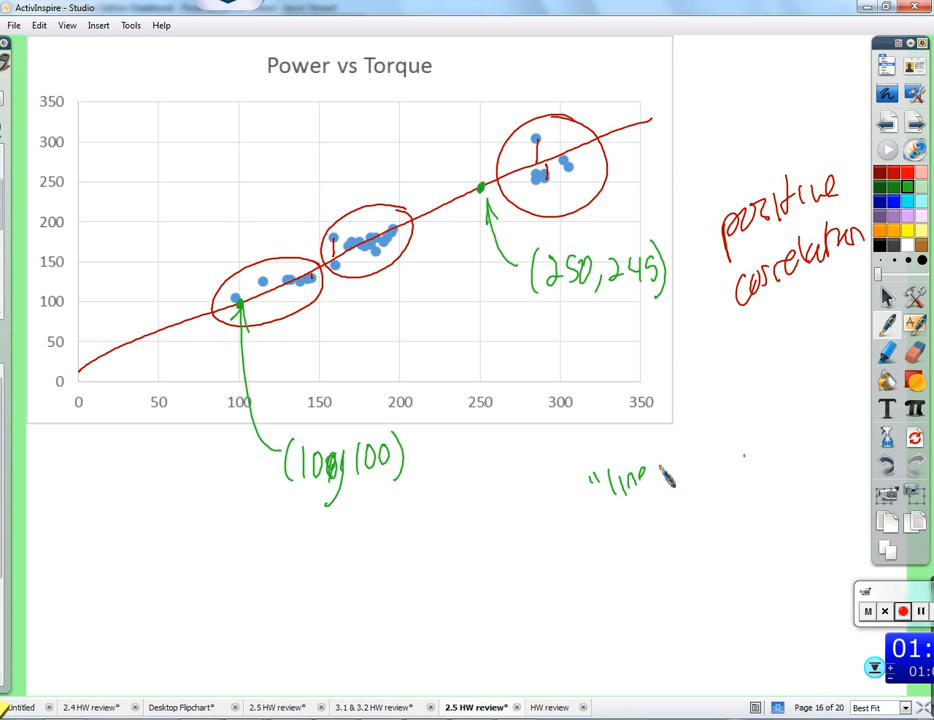 ActivInspire - Studio
File Edit View Insert Tools Help
Power vs Torque
350
300
250
200
150
100
50
0
0 50 100 150 200 250 300 350
(250,245)
(100,100)
positive
correlation
"line
M
01:
Untitled 2.4 HW review* Desktop Flipchart* 2.5 HW review* 3.1 & 3.2 HW review* 2.5 HW review* HW review Page 16 of 20 Best Fit